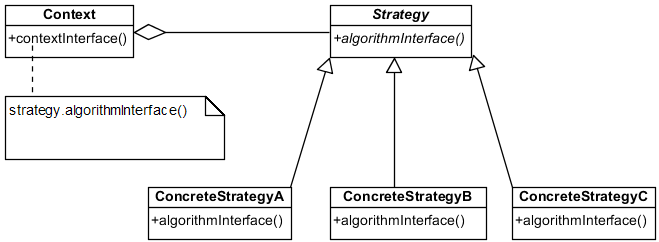 Context
+contextInterface()
Strategy
+algorithmInterface()
strategy.algorithmInterface()
ConcreteStrategyA
+algorithmInterface()
ConcreteStrategyB
+algorithmInterface()
ConcreteStrategyC
+algorithmInterface()